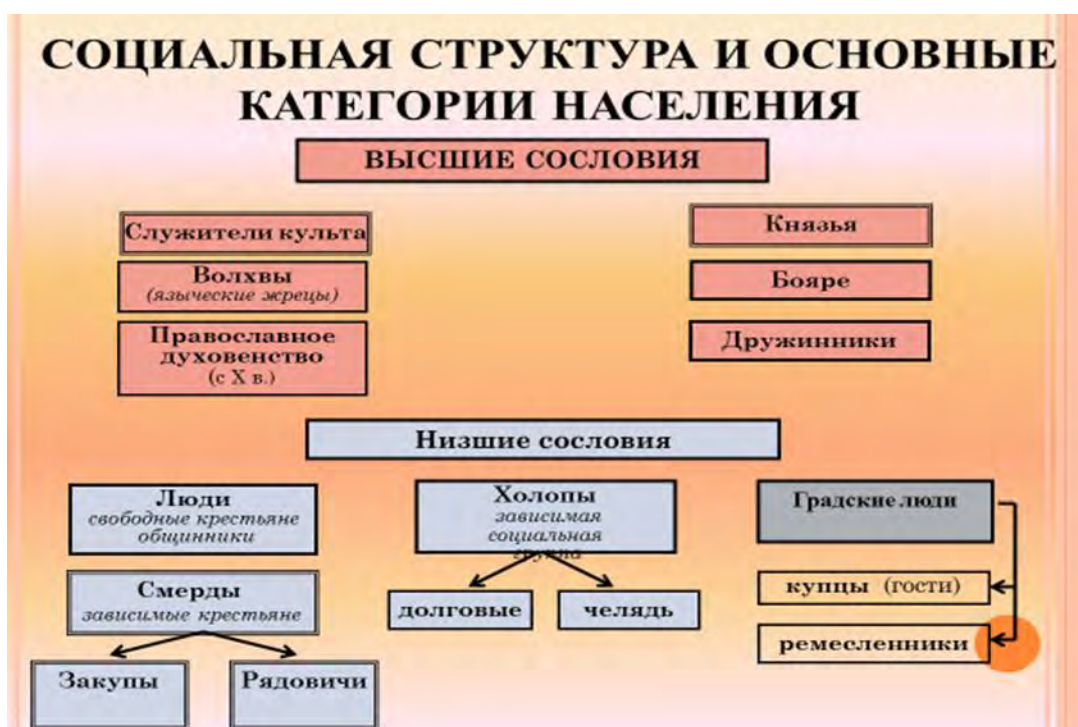 СОЦИАЛЬНАЯ СТРУКТУРА И ОСНОВНЫЕ
КАТЕГОРИИ НАСЕЛЕНИЯ
ВЫСШИЕ СОСЛОВИЯ
Служители культа
Волхвы
(языческие жрецы)
Православное
духовенство
(с X в.)
Князья
Бояре
Дружинники
Низшие сословия
Люди
свободные крестьяне
общинники
Смерды
зависимые крестьяне
Закупы
Рядовичи
Холопы
зависимая
социальная
группа
долговые
челядь
Градские люди
купцы (гости)
ремесленники